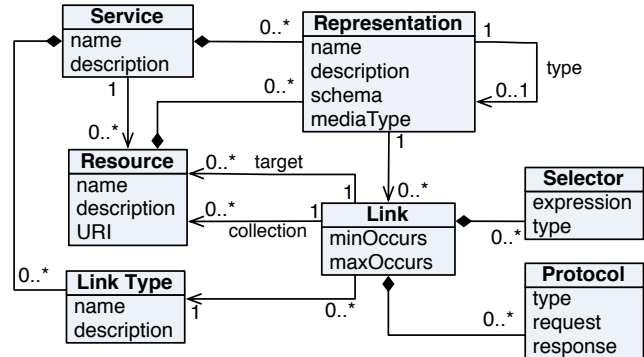 Service
name
description
0..*
0..*
1
0..*
Representation
name
description
schema
mediaType
1
type
0..1
1
0..*
Resource
name
description
URI
0..*
target
1
0..*
collection
1
Link
minOccurs
maxOccurs
Selector
expression
type
0..*
Link Type
name
description
0..*
1
0..*
Protocol
type
request
response
0..*